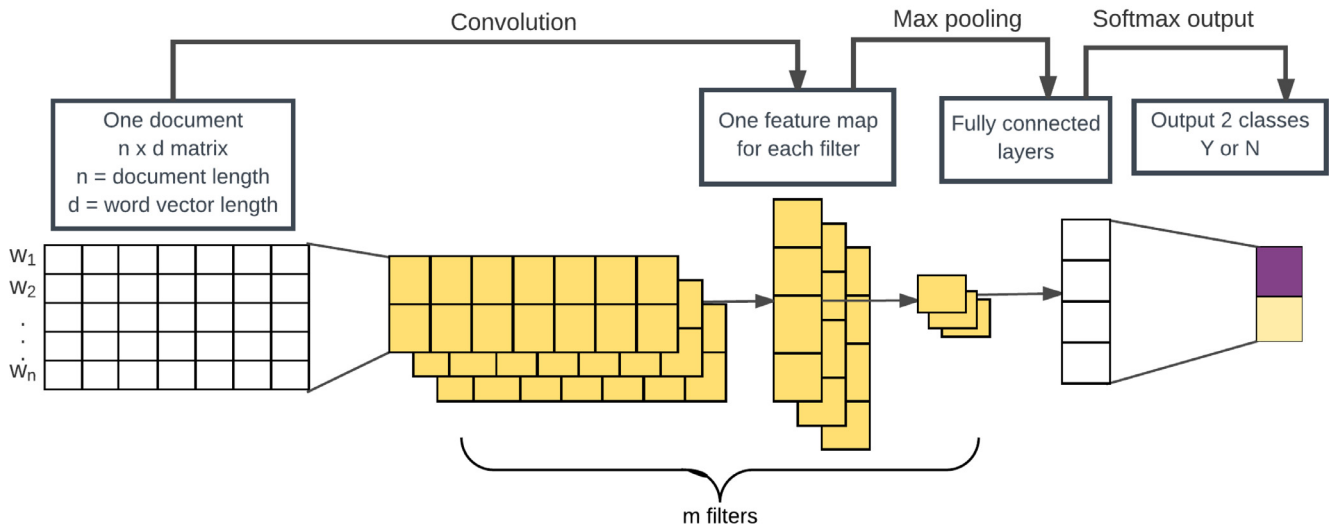 Convolution
Max pooling
Softmax output
One document
n x d matrix
n = document length
d = word vector length
One feature map
for each filter
Fully connected
layers
Output 2 classes
Y or N
w1
w2
.
.
.
wn
m filters